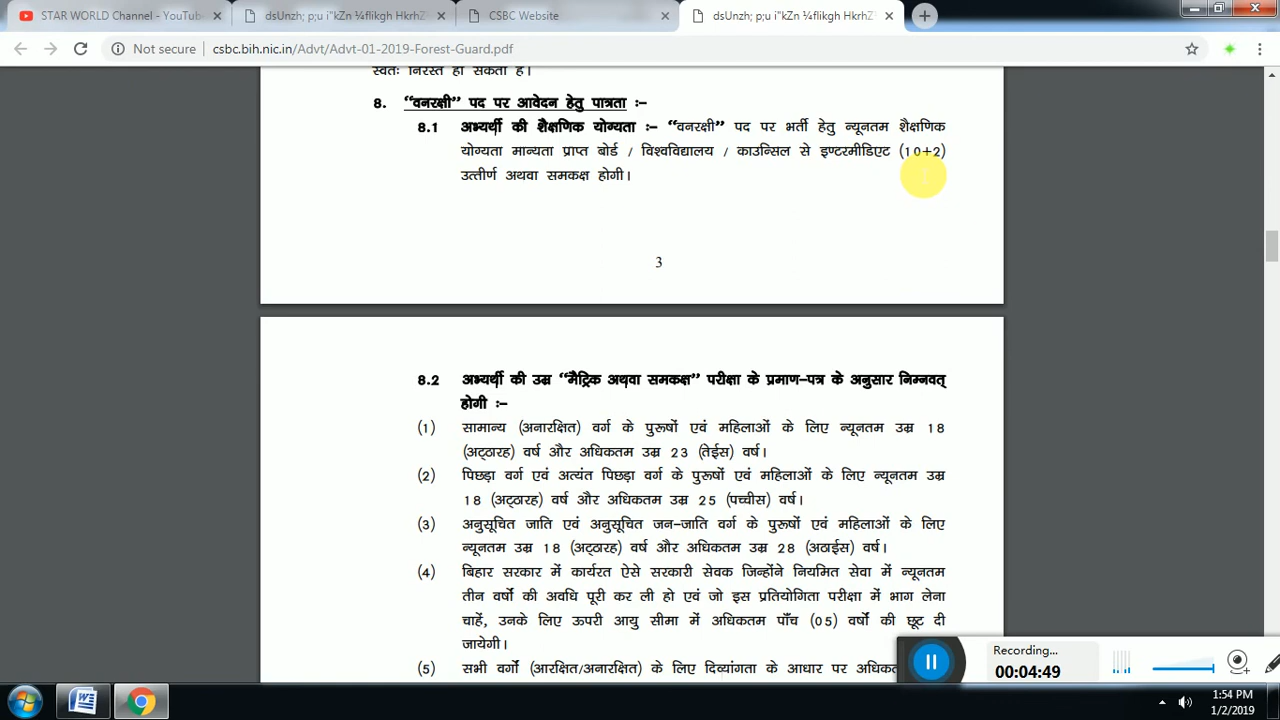 STAR WORLD Channel - YouTube
dsUnzh; p;u i"kZn ¼flikgh HkrhZ
CSBC Website
dsUnzh; p;u i"kZn ¼flikgh HkrhZ
Not secure
csbc.bih.nic.in/Advt/Advt-01-2019-Forest-Guard.pdf
स्वतः निरस्त हो सकता है।
8. “वनरक्षी” पद पर आवेदन हेतु पात्रता :-
8.1 अभ्यर्थी की शैक्षणिक योग्यता :- “वनरक्षी” पद पर भर्ती हेतु न्यूनतम शैक्षणिक
योग्यता मान्यता प्राप्त बोर्ड / विश्वविद्यालय / काउन्सिल से इण्टरमीडिएट (10+2)
उत्तीर्ण अथवा समकक्ष होगी।
3
8.2 अभ्यर्थी की उम्र “मैट्रिक अथवा समकक्ष” परीक्षा के प्रमाण-पत्र के अनुसार निम्नवत्
होगी :-
(1) सामान्य (अनारक्षित) वर्ग के पुरूषों एवं महिलाओं के लिए न्यूनतम उम्र 18
(अट्ठारह) वर्ष और अधिकतम उम्र 23 (तेईस) वर्ष।
(2) पिछड़ा वर्ग एवं अत्यंत पिछड़ा वर्ग के पुरूषों एवं महिलाओं के लिए न्यूनतम उम्र
18 (अट्ठारह) वर्ष और अधिकतम उम्र 25 (पच्चीस) वर्ष।
(3) अनुसूचित जाति एवं अनुसूचित जन-जाति वर्ग के पुरूषों एवं महिलाओं के लिए
न्यूनतम उम्र 18 (अट्ठारह) वर्ष और अधिकतम उम्र 28 (अठाईस) वर्ष।
(4) बिहार सरकार में कार्यरत ऐसे सरकारी सेवक जिन्होंने नियमित सेवा में न्यूनतम
तीन वर्षों की अवधि पूरी कर ली हो एवं जो इस प्रतियोगिता परीक्षा में भाग लेना
चाहें, उनके लिए ऊपरी आयु सीमा में अधिकतम पाँच (05) वर्षों की छूट दी
जायेगी।
(5) सभी वर्गों (आरक्षित/अनारक्षित) के लिए दिव्यांगता के आधार पर
Recording...
00:04:49
1:54 PM
1/2/2019